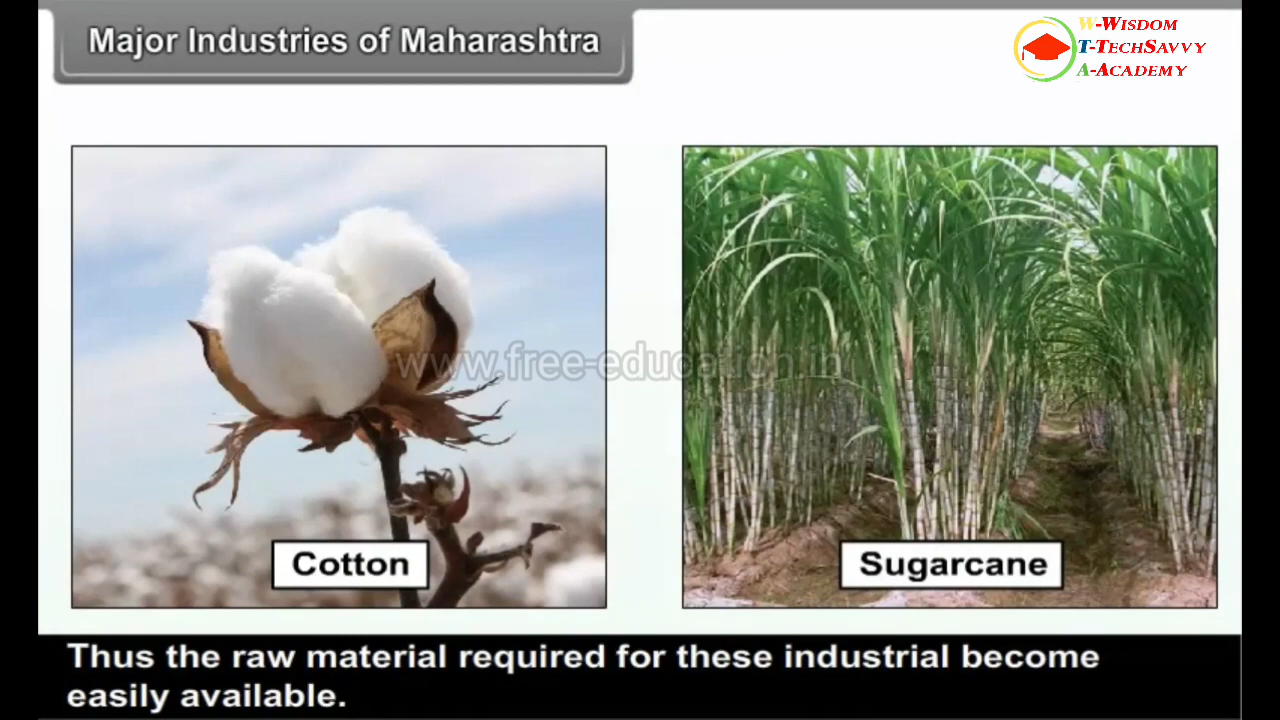 Major Industries of Maharashtra
W-WISDOM
T-TECHSAVVY
A-ACADEMY
www.free-education.in
Cotton
Sugarcane
Thus the raw material required for these industrial become
easily available.